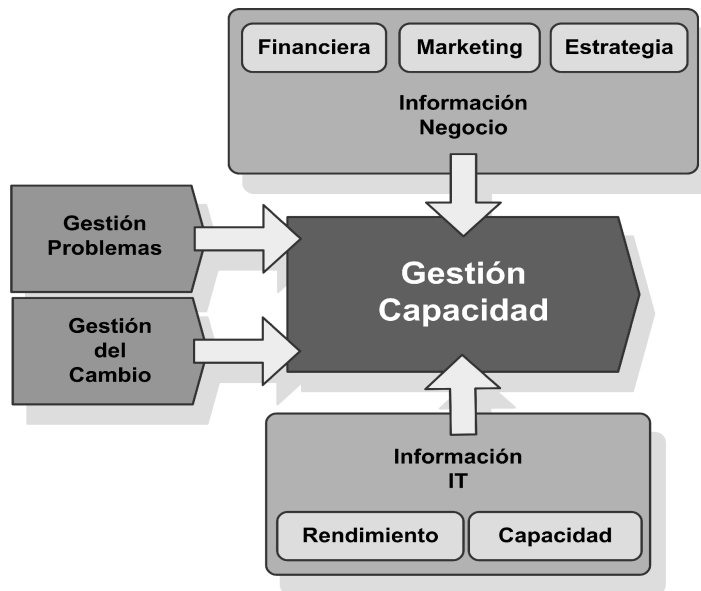 Financiera Marketing Estrategia
Información
Negocio
Gestión
Problemas
Gestión
Capacidad
Gestión
del
Cambio
Información
IT
Rendimiento Capacidad